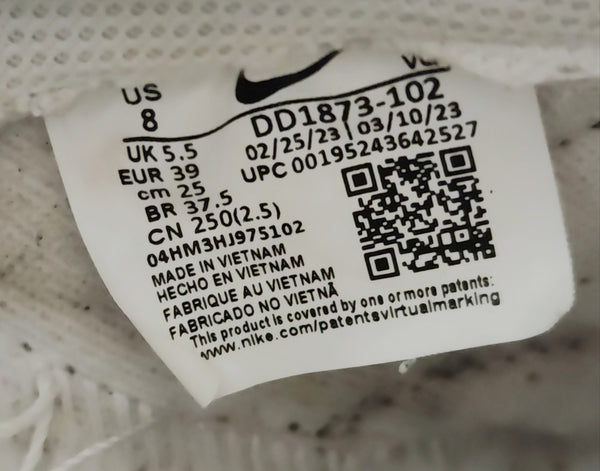 US
8
UK 5.5
EUR 39
cm 25
BR 37.5
CN 250(2.5)
04HM3HJ975102
MADE IN VIETNAM
HECHO EN VIETNAM
FABRIQUE AU VIETNAM
FABRICADO NO VIETNÃ
This product is covered by one or more patents:
www.nike.com/patentsvirtualmarking
DD1873-102
02/25/23 03/10/23
UPC 00195243642527